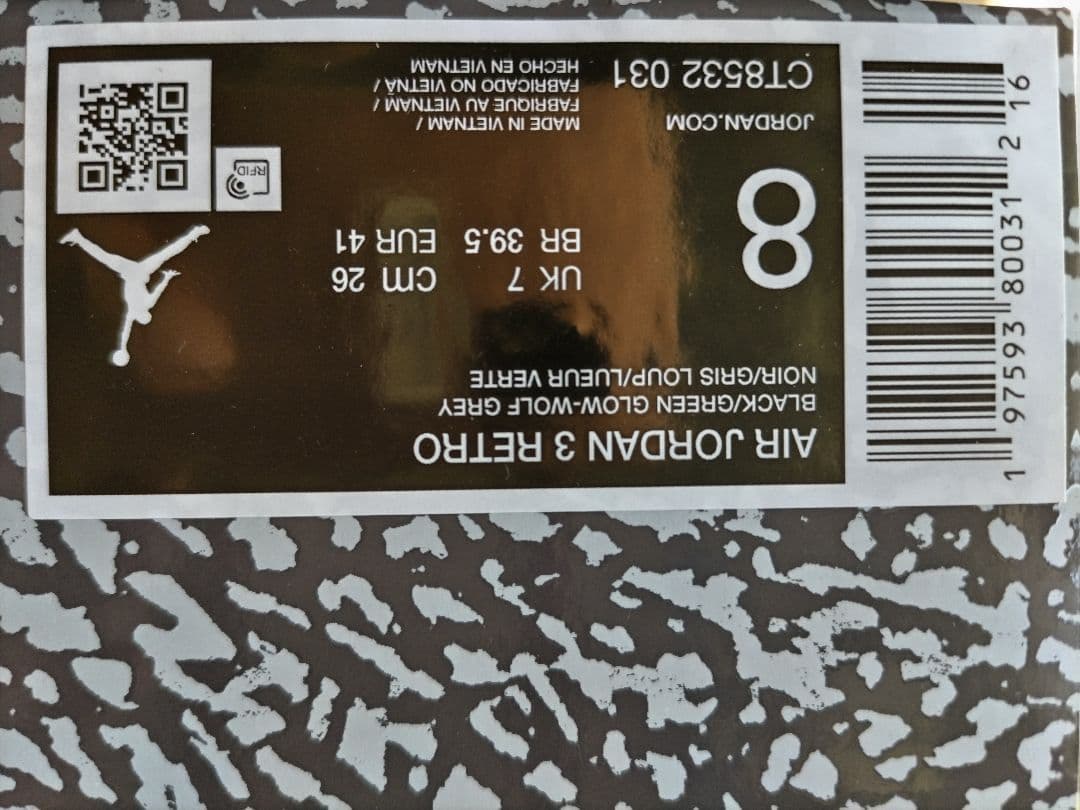 AIR JORDAN 3 RETRO
BLACK/GREEN GLOW-WOLF GREY
NOIR/GRIS LOUP/LUEUR VERTE
8
UK 7 cm 26
BR 39.5 EUR 41
JORDAN.COM
CT8532 031
MADE IN VIETNAM /
FABRIQUE AU VIETNAM /
FABRICADO NO VIETNÃ /
HECHO EN VIETNAM
RFID
1 97593 80031 2 16